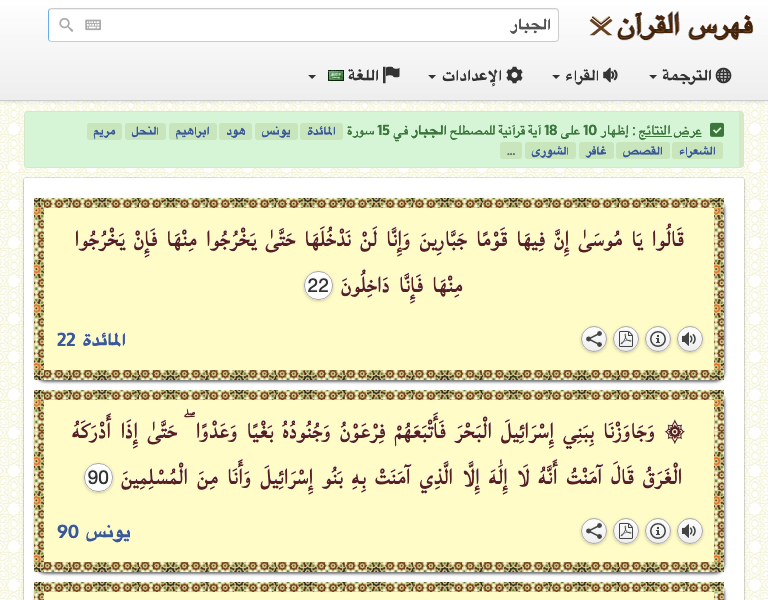 فهرس القرآن
الجبار
الترجمة القراء الإعدادات اللغة
عرض النتائج : إظهار 10 على 18 آية قرآنية للمصطلح الجبار في 15 سورة المائدة يونس هود ابراهيم النحل مريم
الشعراء القصص غافر الشورى ...
قَالُوا يَا مُوسَىٰ إِنَّ فِيهَا قَوْمًا جَبَّارِينَ وَإِنَّا لَنْ نَدْخُلَهَا حَتَّىٰ يَخْرُجُوا مِنْهَا فَإِنْ يَخْرُجُوا
مِنْهَا فَإِنَّا دَاخِلُونَ 22
المائدة 22
۞ وَجَاوَزْنَا بِبَنِي إِسْرَائِيلَ الْبَحْرَ فَأَتْبَعَهُمْ فِرْعَوْنُ وَجُنُودُهُ بَغْيًا وَعَدْوًا ۖ حَتَّىٰ إِذَا أَدْرَكَهُ
الْغَرَقُ قَالَ آمَنْتُ أَنَّهُ لَا إِلَٰهَ إِلَّا الَّذِي آمَنَتْ بِهِ بَنُو إِسْرَائِيلَ وَأَنَا مِنَ الْمُسْلِمِينَ 90
يونس 90